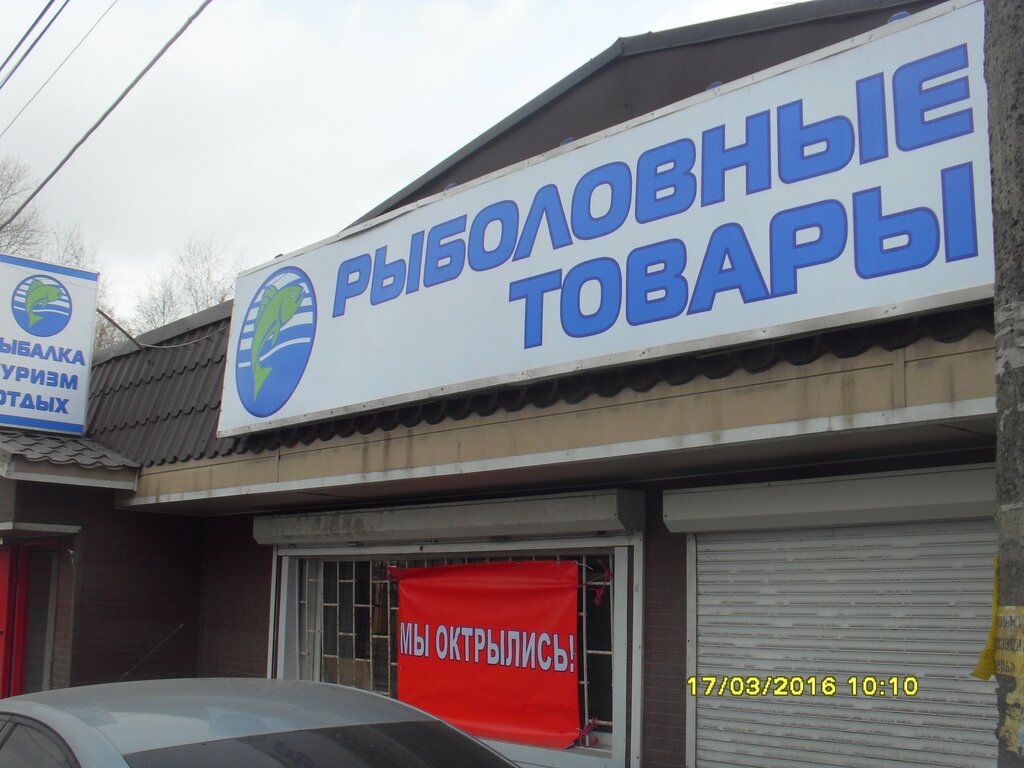 РЫБОЛОВНЫЕ
ТОВАРЫ
ЫБАЛКА
УРИЗМ
ОТДЫХ
МЫ ОКТРЫЛИСЬ!
17/03/2016 10:10